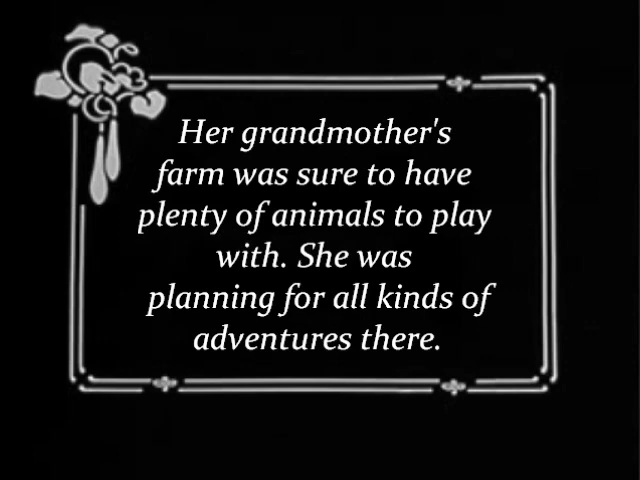 Her grandmother's
farm was sure to have
plenty of animals to play
with. She was
planning for all kinds of
adventures there.